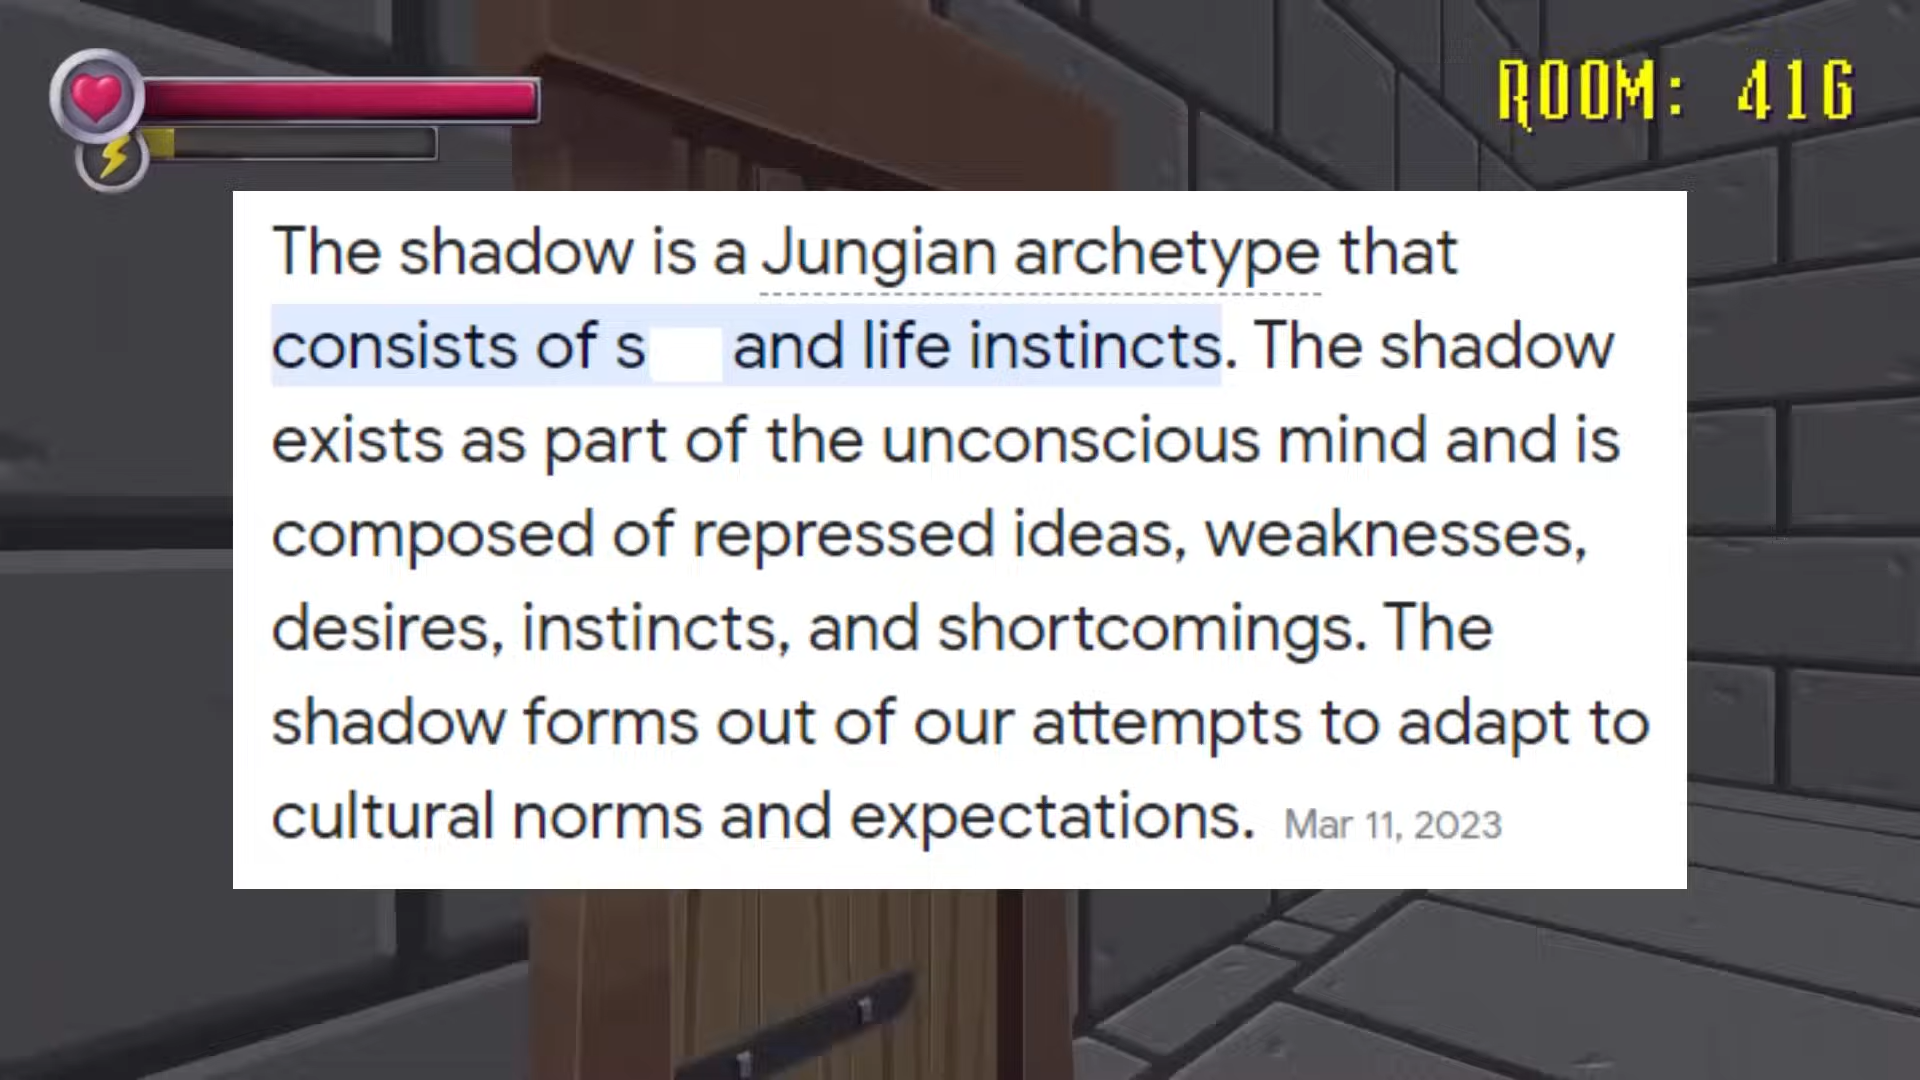 ROOM: 416
The shadow is a Jungian archetype that
consists of s and life instincts. The shadow
exists as part of the unconscious mind and is
composed of repressed ideas, weaknesses,
desires, instincts, and shortcomings. The
shadow forms out of our attempts to adapt to
cultural norms and expectations. Mar 11, 2023